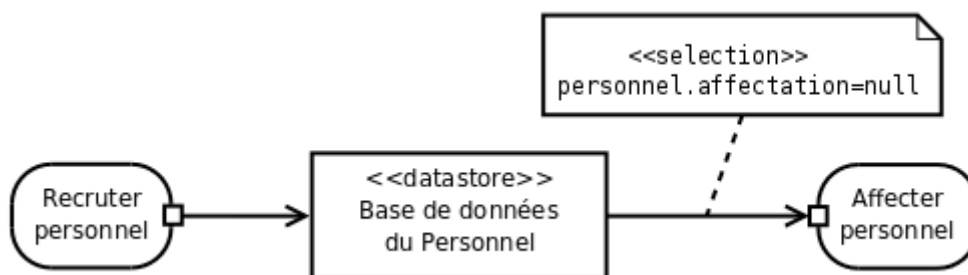 <<selection>>
personnel.affectation=null
Recruter
personnel
<<datastore>>
Base de données
du Personnel
Affecter
personnel